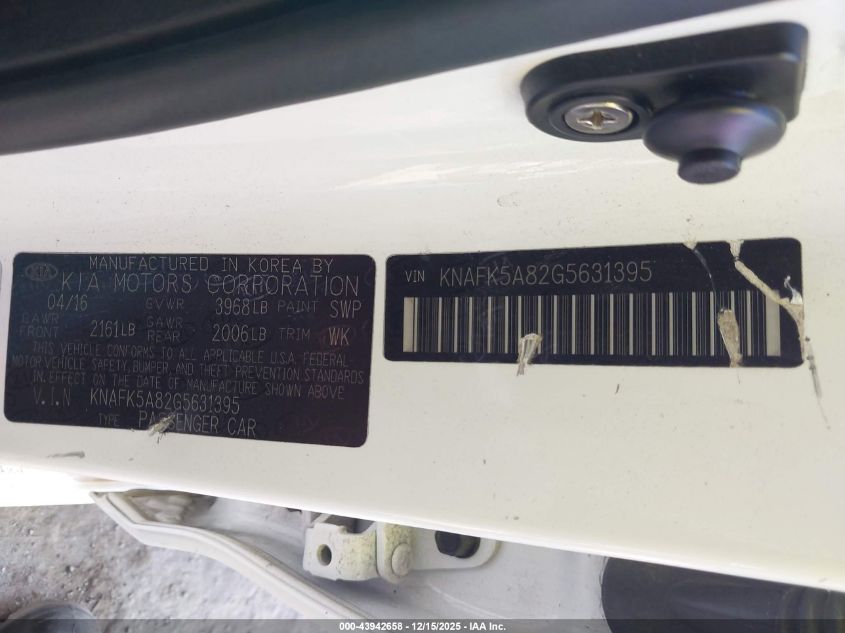 MANUFACTURED IN KOREA BY
KIA KIA MOTORS CORPORATION
04/16 GVWR 3968LB PAINT SWP
GAWR FRONT 2161LB GAWR REAR 2006LB TRIM WK
THIS VEHICLE CONFORMS TO ALL APPLICABLE U.S.A. FEDERAL
MOTOR VEHICLE SAFETY, BUMPER, AND THEFT PREVENTION STANDARDS
IN EFFECT ON THE DATE OF MANUFACTURE SHOWN ABOVE
V.I.N KNAFK5A82G5631395
TYPE PASSENGER CAR
VIN KNAFK5A82G5631395
000-43942658 - 12/15/2025 - IAA Inc.